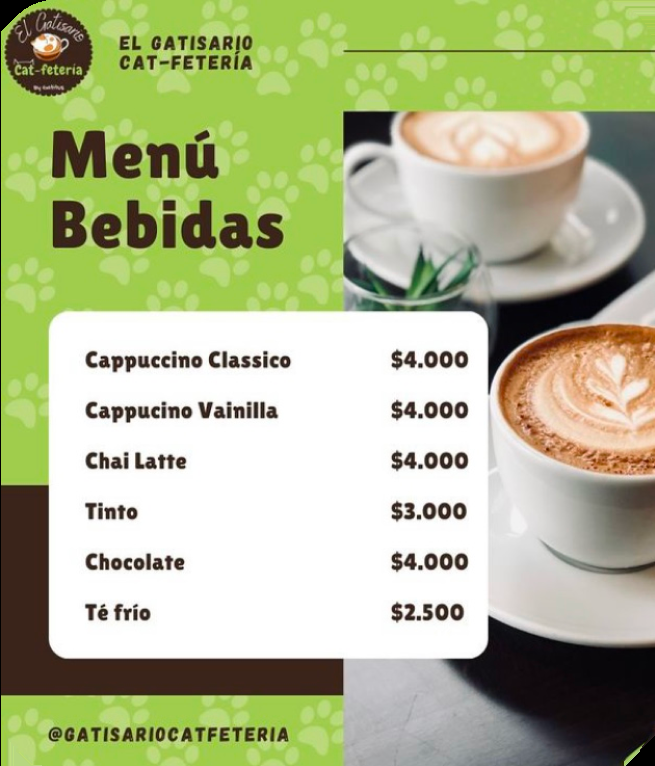 El Gatisario
Cat-fetería
EL GATISARIO
CAT-FETERÍA
Menú
Bebidas
Cappuccino Classico $4.000
Cappucino Vainilla $4.000
Chai Latte $4.000
Tinto $3.000
Chocolate $4.000
Té frío $2.500
@GATISARIOCATFETERIA